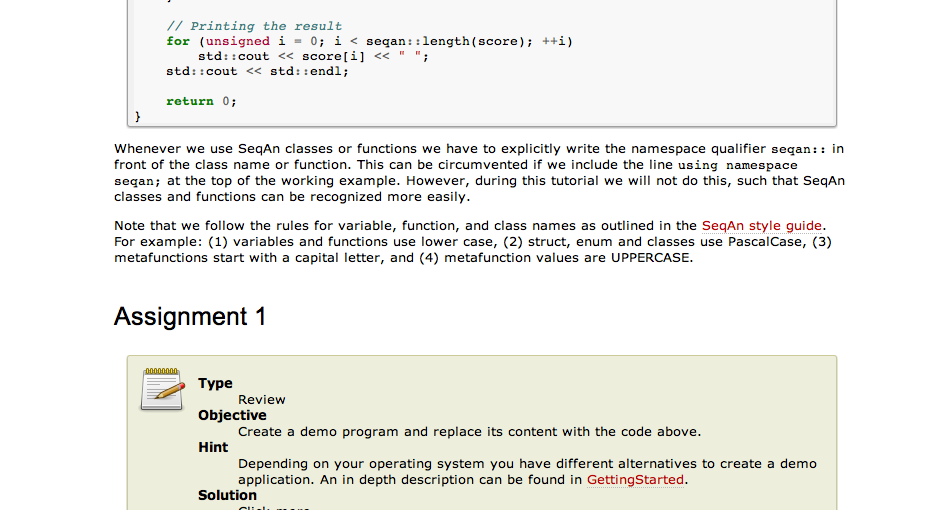 // Printing the result
for (unsigned i = 0; i < seqan::length(score); ++i)
std::cout << score[i] << " ";
std::cout << std::endl;
return 0;
}
Whenever we use SeqAn classes or functions we have to explicitly write the namespace qualifier seqan:: in
front of the class name or function. This can be circumvented if we include the line using namespace
seqan; at the top of the working example. However, during this tutorial we will not do this, such that SeqAn
classes and functions can be recognized more easily.
Note that we follow the rules for variable, function, and class names as outlined in the SeqAn style guide.
For example: (1) variables and functions use lower case, (2) struct, enum and classes use PascalCase, (3)
metafunctions start with a capital letter, and (4) metafunction values are UPPERCASE.
Assignment 1
Type
Review
Objective
Create a demo program and replace its content with the code above.
Hint
Depending on your operating system you have different alternatives to create a demo
application. An in depth description can be found in GettingStarted.
Solution
Click more